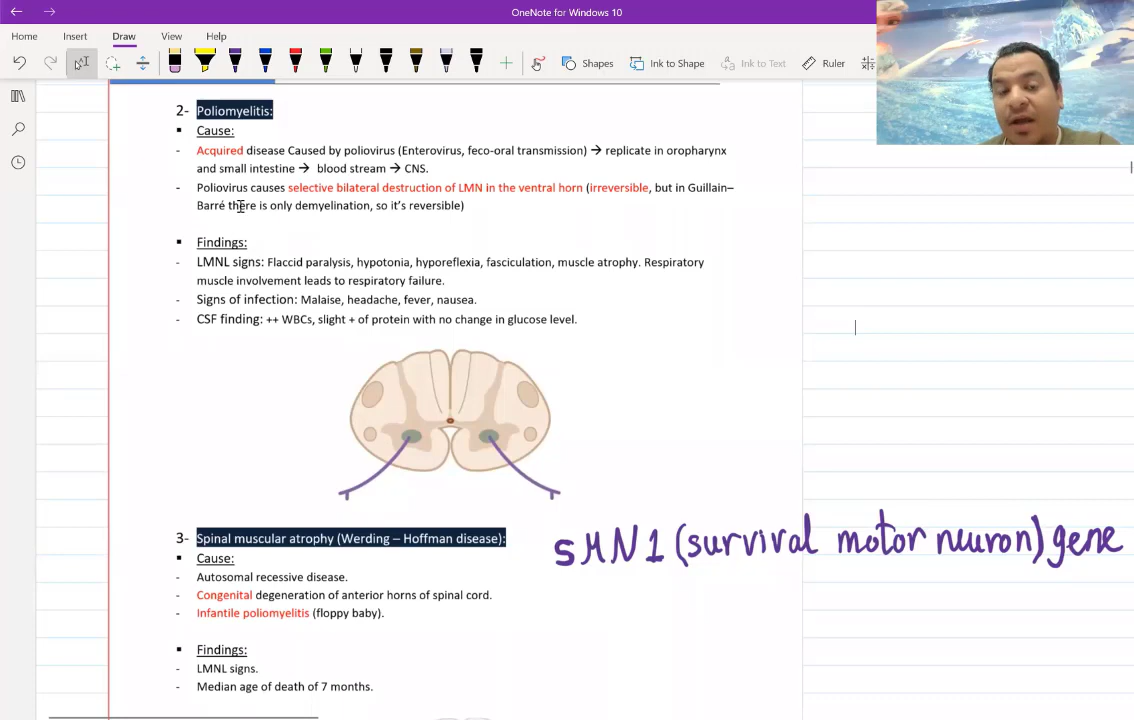 OneNote for Windows 10
Home Insert Draw View Help
Shapes Ink to Shape Ink to Text Ruler
2- Poliomyelitis:
▪ Cause:
- Acquired disease Caused by poliovirus (Enterovirus, feco-oral transmission) → replicate in oropharynx
and small intestine → blood stream → CNS.
- Poliovirus causes selective bilateral destruction of LMN in the ventral horn (irreversible, but in Guillain–
Barré there is only demyelination, so it's reversible)
▪ Findings:
- LMNL signs: Flaccid paralysis, hypotonia, hyporeflexia, fasciculation, muscle atrophy. Respiratory
muscle involvement leads to respiratory failure.
- Signs of infection: Malaise, headache, fever, nausea.
- CSF finding: ++ WBCs, slight + of protein with no change in glucose level.
3- Spinal muscular atrophy (Werding – Hoffman disease):
SMN1 (survival motor neuron) gene
▪ Cause:
- Autosomal recessive disease.
- Congenital degeneration of anterior horns of spinal cord.
- Infantile poliomyelitis (floppy baby).
▪ Findings:
- LMNL signs.
- Median age of death of 7 months.